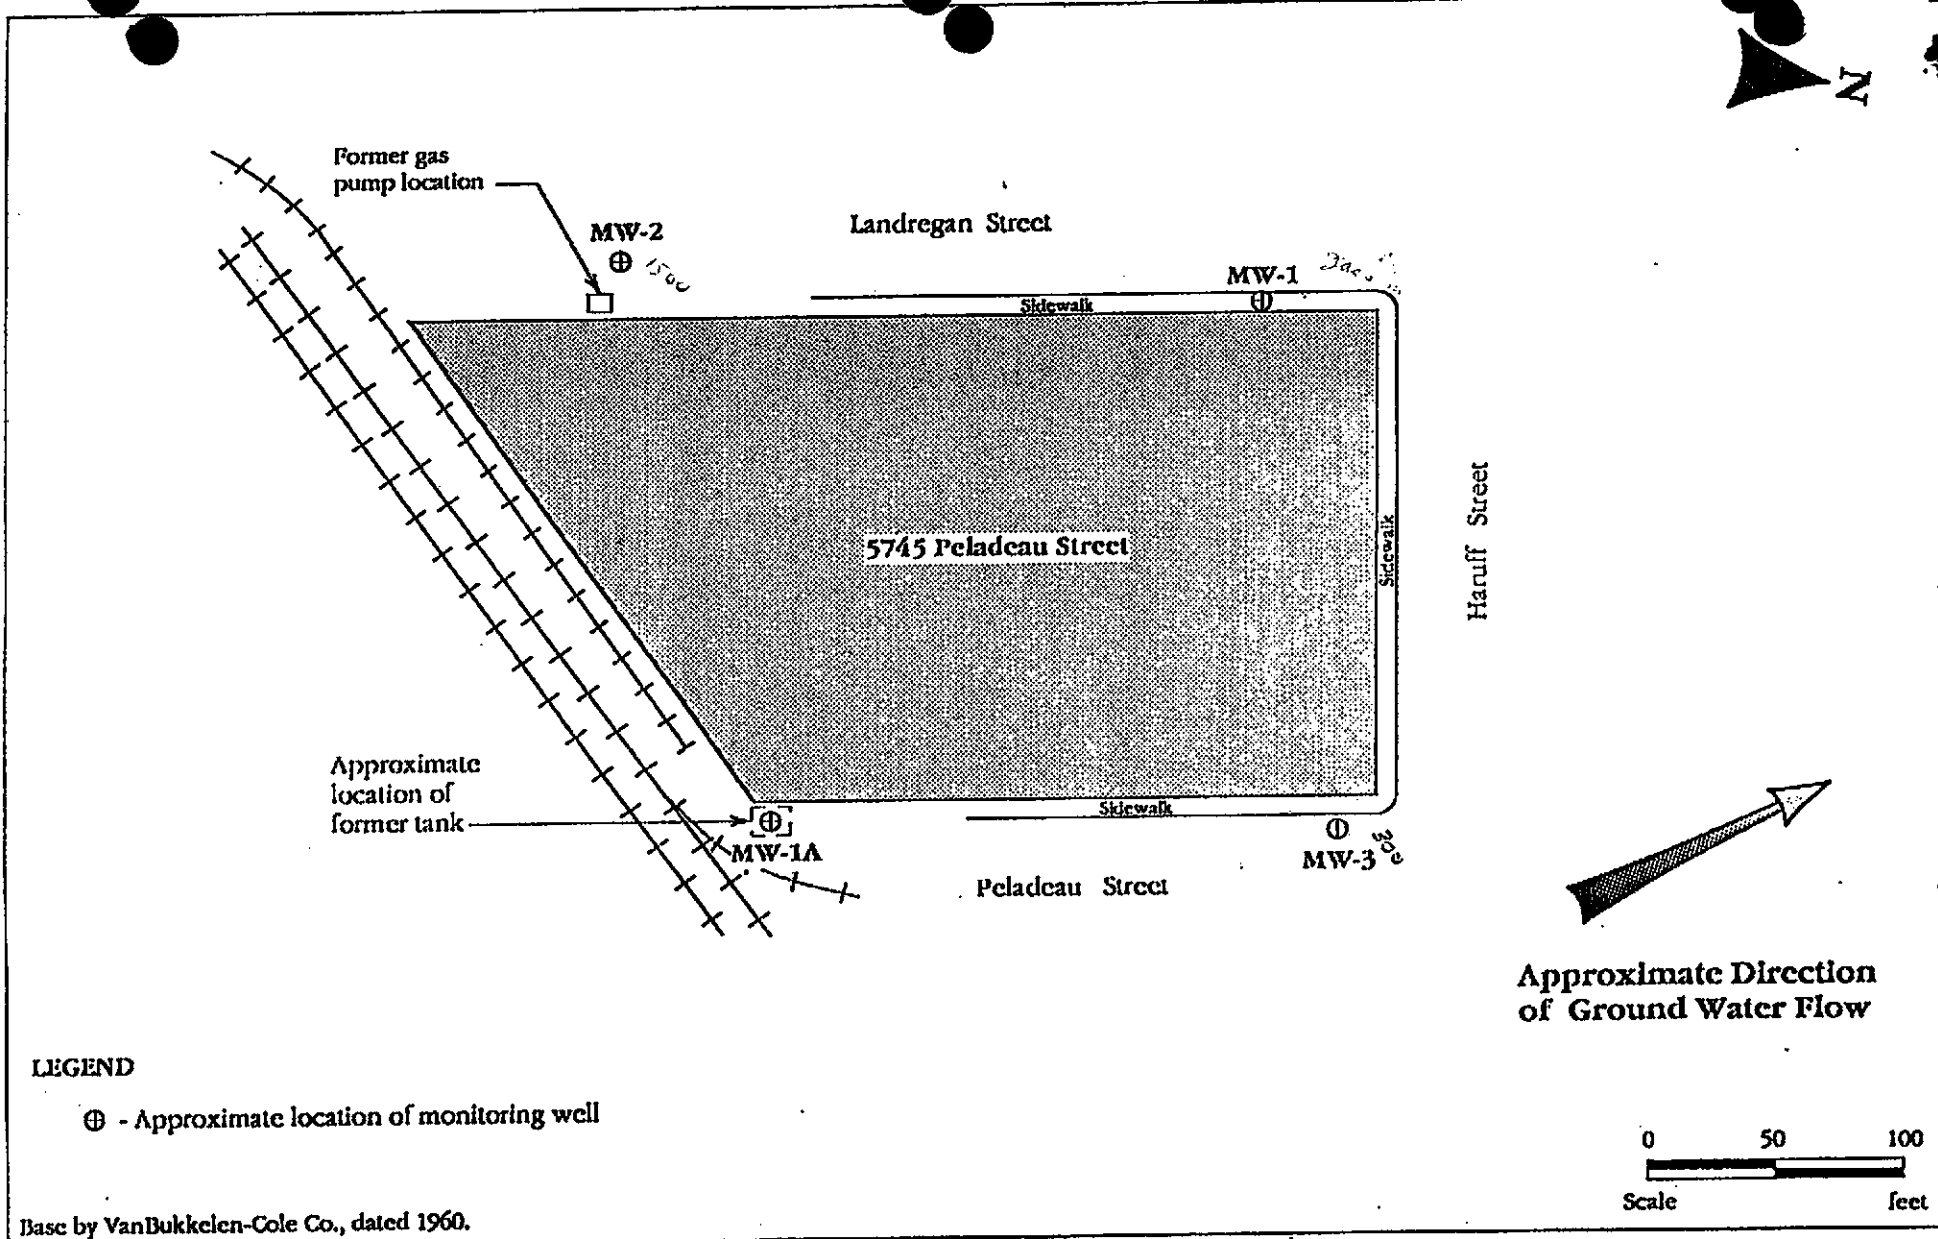 N
Former gas
pump location
MW-2
1500
Landregan Street
MW-1
Sidewalk
5745 Peladeau Street
Sidewalk
Haruff Street
Approximate
location of
former tank
MW-1A
Sidewalk
MW-3
300
Peladeau Street
Approximate Direction
of Ground Water Flow
LEGEND
⊕ - Approximate location of monitoring well
0 50 100
Scale feet
Base by VanBukkelen-Cole Co., dated 1960.